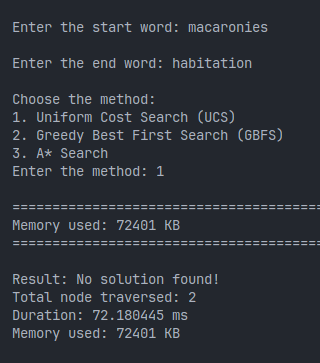 Enter the start word: macaronies
Enter the end word: habitation
Choose the method:
1. Uniform Cost Search (UCS)
2. Greedy Best First Search (GBFS)
3. A* Search
Enter the method: 1
=======================================
Memory used: 72401 KB
=======================================
Result: No solution found!
Total node traversed: 2
Duration: 72.180445 ms
Memory used: 72401 KB